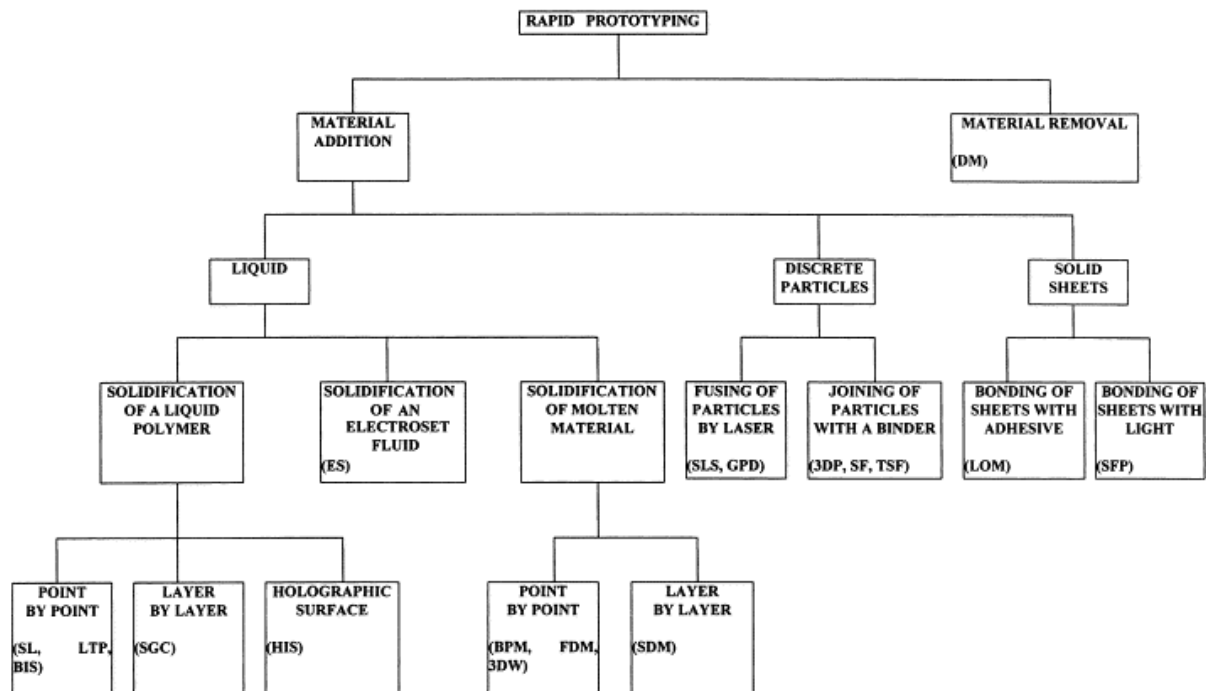 RAPID PROTOTYPING
MATERIAL
ADDITION
MATERIAL REMOVAL
(DM)
LIQUID
DISCRETE
PARTICLES
SOLID
SHEETS
SOLIDIFICATION
OF A LIQUID
POLYMER
SOLIDIFICATION
OF AN
ELECTROSET
FLUID
(ES)
SOLIDIFICATION
OF MOLTEN
MATERIAL
FUSING OF
PARTICLES
BY LASER
(SLS, GPD)
JOINING OF
PARTICLES
WITH A BINDER
(3DP, SF, TSF)
BONDING OF
SHEETS WITH
ADHESIVE
(LOM)
BONDING OF
SHEETS WITH
LIGHT
(SFP)
POINT
BY POINT
(SL, LTP,
BIS)
LAYER
BY LAYER
(SGC)
HOLOGRAPHIC
SURFACE
(HIS)
POINT
BY POINT
(BPM, FDM,
3DW)
LAYER
BY LAYER
(SDM)